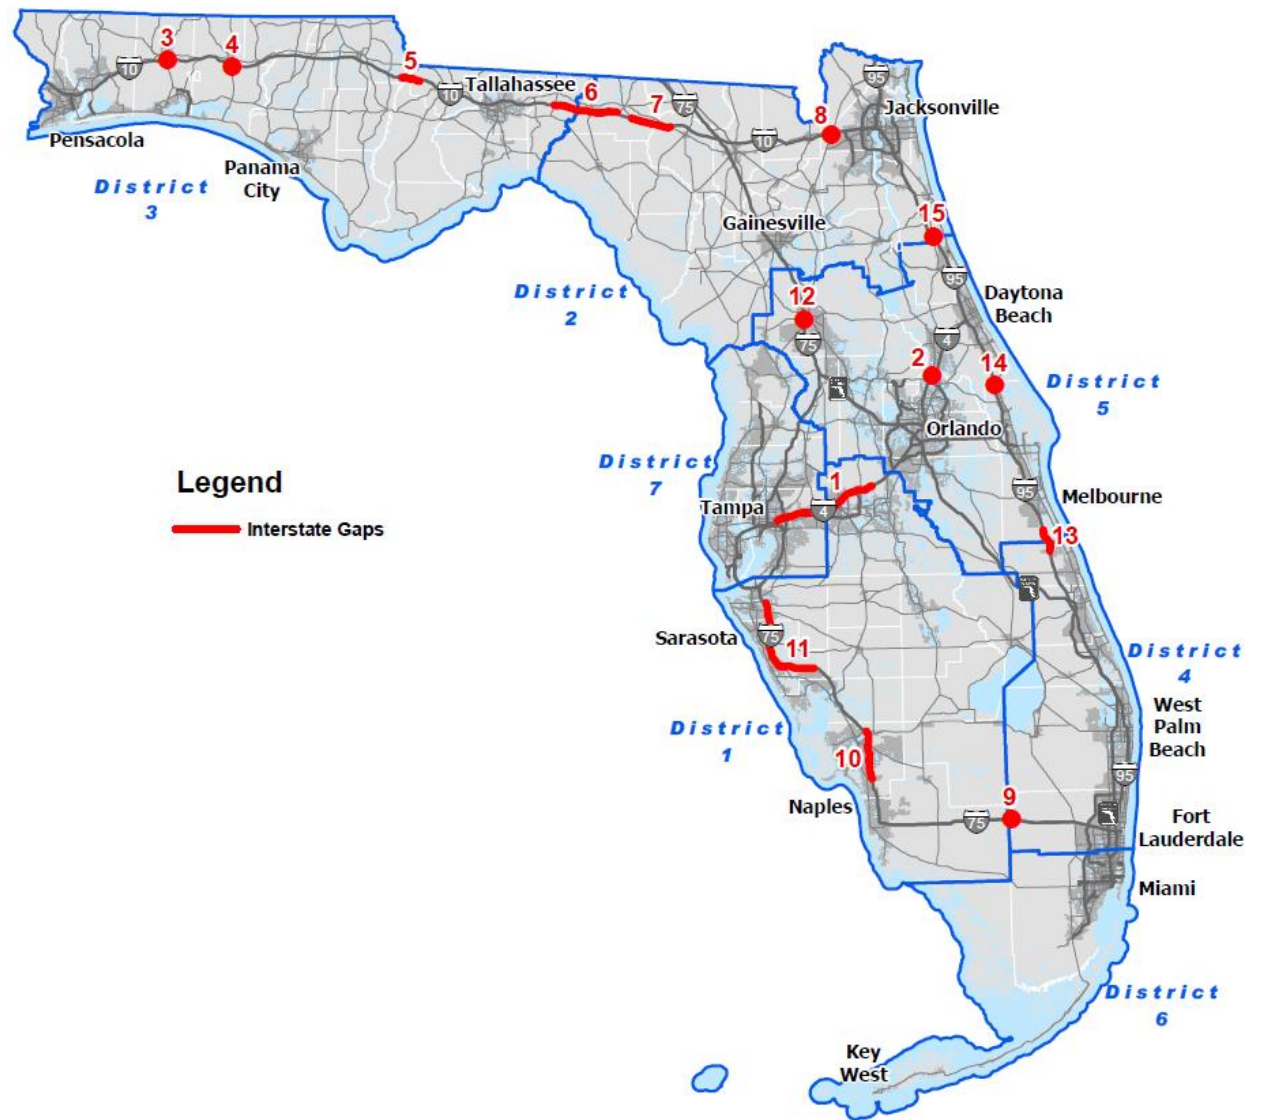 3
4
10
10
5
10
Tallahassee
6
7
75
10
8
95
Jacksonville
Pensacola
Panama
City
District
3
Gainesville
15
95
Daytona
Beach
District
2
12
75
4
2
14
District
5
Orlando
District
7
1
Tampa
4
95
Melbourne
13
Legend
Interstate Gaps
Sarasota
75
11
District
4
West
Palm
Beach
District
1
10
95
Naples
9
75
Fort
Lauderdale
Miami
District
6
Key
West